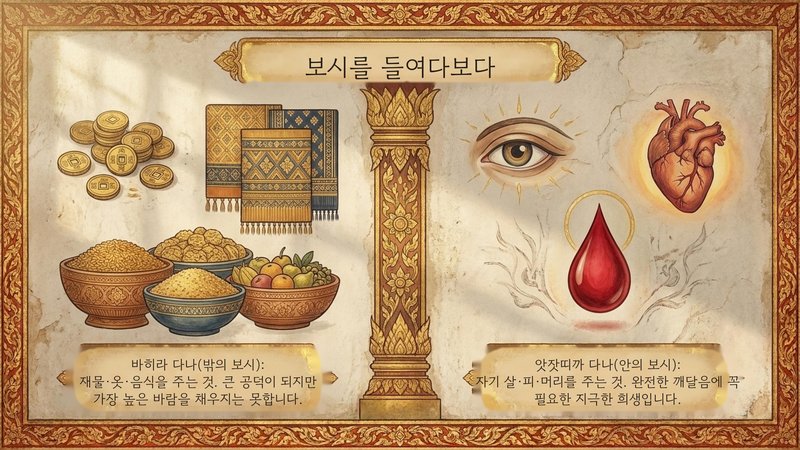 보시를 들여다보다
바히라 다나(밖의 보시):
재물·옷·음식을 주는 것. 큰 공덕이 되지만
가장 높은 바람을 채우지는 못합니다.
앗잣띠까 다나(안의 보시):
자기 살·피·머리를 주는 것. 완전한 깨달음에 꼭
필요한 지극한 희생입니다.